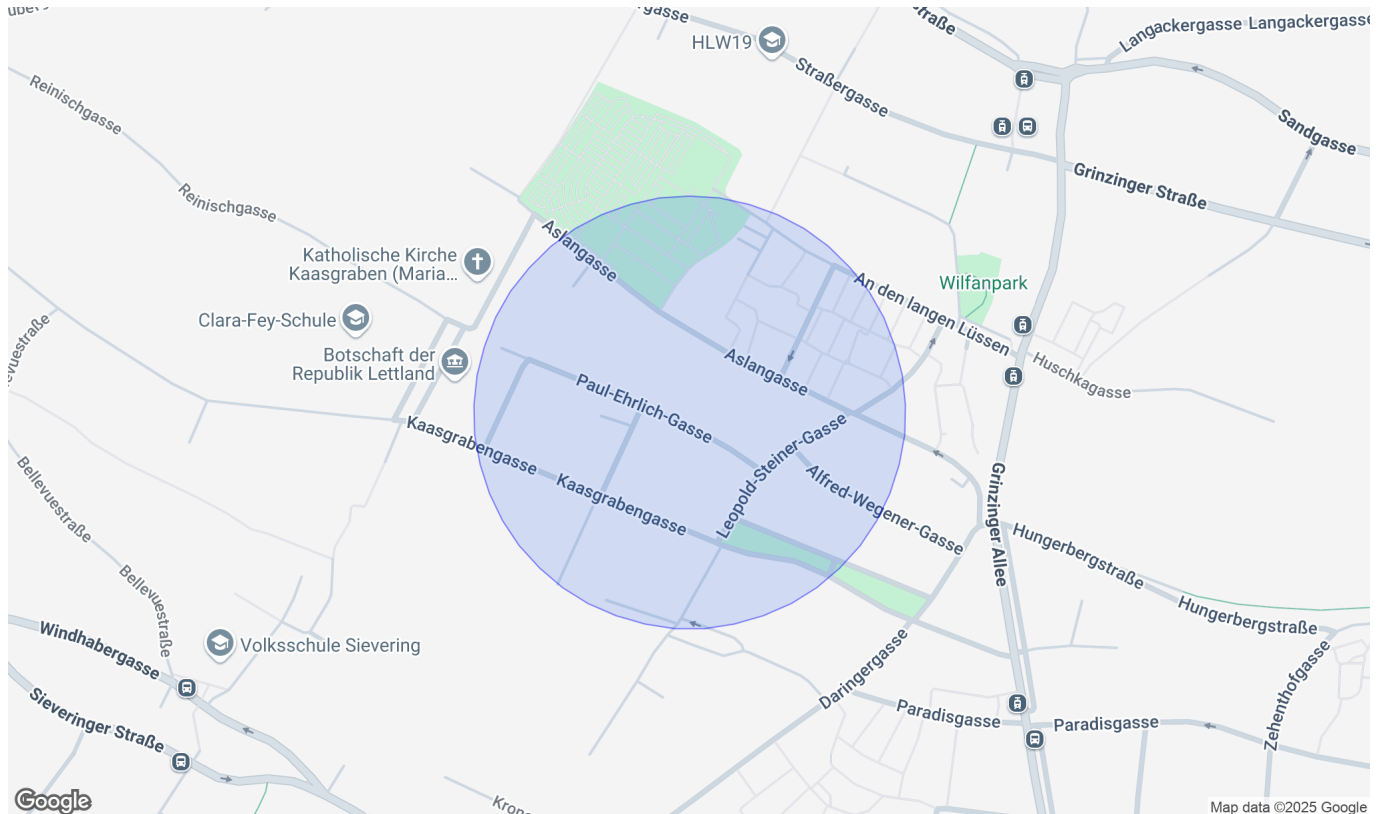 HLW19
Straßergasse
straße
Langackergasse
Langackergasse
Sandgasse
Grinzinger Straße
Reinischgasse
Reinischgasse
Aslangasse
Katholische Kirche
Kaasgraben (Maria…
Clara-Fey-Schule
Botschaft der
Republik Lettland
Wilfanpark
An den langen Lüssen
Huschkagasse
Aslangasse
Paul-Ehrlich-Gasse
Leopold-Steiner-Gasse
Alfred-Wegener-Gasse
Kaasgrabengasse
Kaasgrabengasse
Grinzinger Allee
Hungerbergstraße
Hungerbergstraße
Zehenthofgasse
Bellevuestraße
Bellevuestraße
Windhabergasse
Volksschule Sievering
Sieveringer Straße
Daringergasse
Paradisgasse
Paradisgasse
Google
Map data ©2025 Google